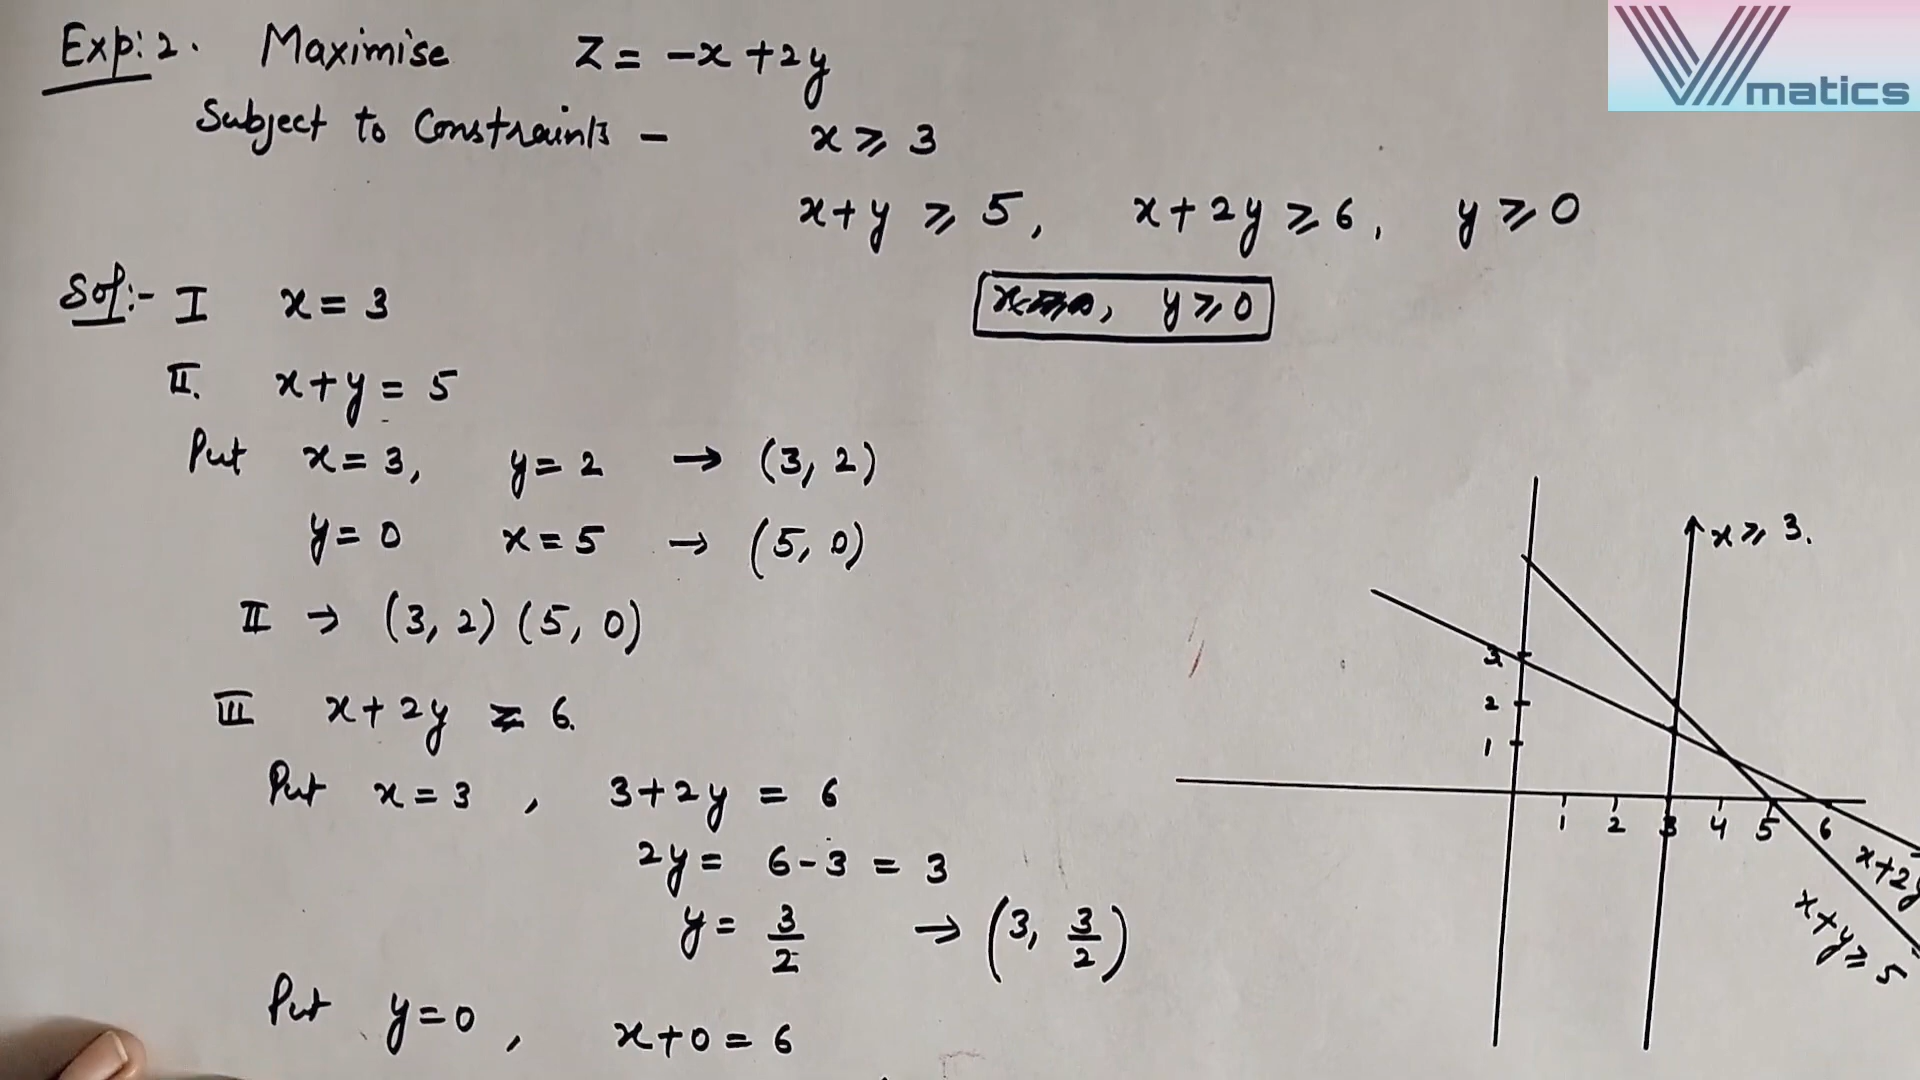 Exp:2. Maximise Z = -x + 2y
Subject to Constraints - x ≥ 3
x + y ≥ 5, x + 2y ≥ 6, y ≥ 0
Sol:- I x = 3
, y ≥ 0
II. x + y = 5
Put x = 3, y = 2 → (3, 2)
y = 0 x = 5 → (5, 0)
II → (3, 2) (5, 0)
III x + 2y = 6.
Put x = 3 , 3 + 2y = 6
2y = 6 - 3 = 3
y = 3/2 → (3, 3/2)
Put y = 0 , x + 0 = 6
x ≥ 3.
3
2
1
1 2 3 4 5 6
x + 2y
x + y ≥ 5
Vmatics